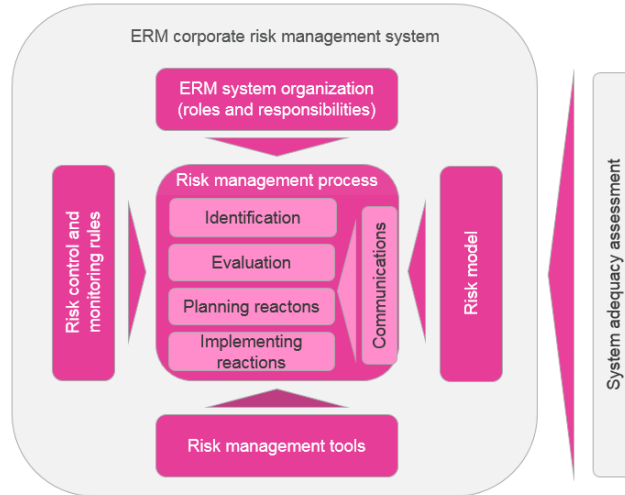 ERM corporate risk management system
ERM system organization
(roles and responsibilities)
Risk control and
monitoring rules
Risk management process
Identification
Evaluation
Planning reactons
Implementing
reactions
Communications
Risk model
Risk management tools
System adequacy assessment